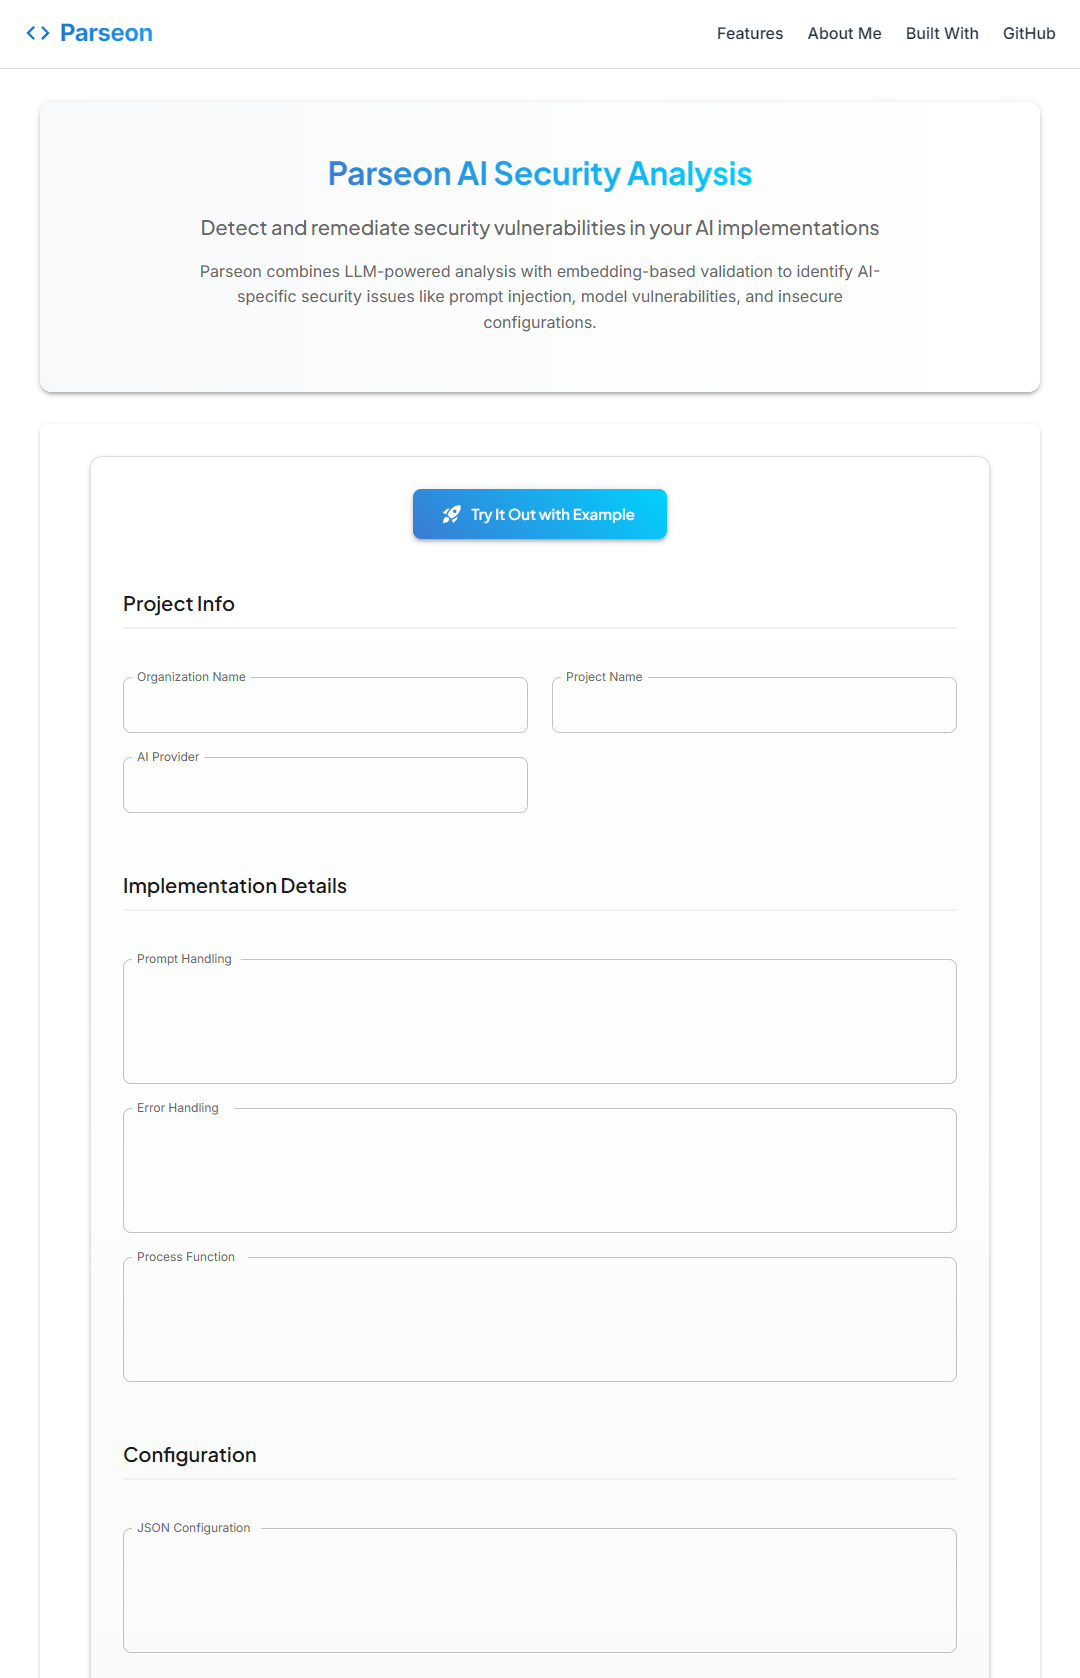 Parseon
Features
About Me
Built With
GitHub
Parseon AI Security Analysis
Detect and remediate security vulnerabilities in your AI implementations
Parseon combines LLM-powered analysis with embedding-based validation to identify AI-
specific security issues like prompt injection, model vulnerabilities, and insecure
configurations.
Try It Out with Example
Project Info
Organization Name
Project Name
AI Provider
Implementation Details
Prompt Handling
Error Handling
Process Function
Configuration
JSON Configuration